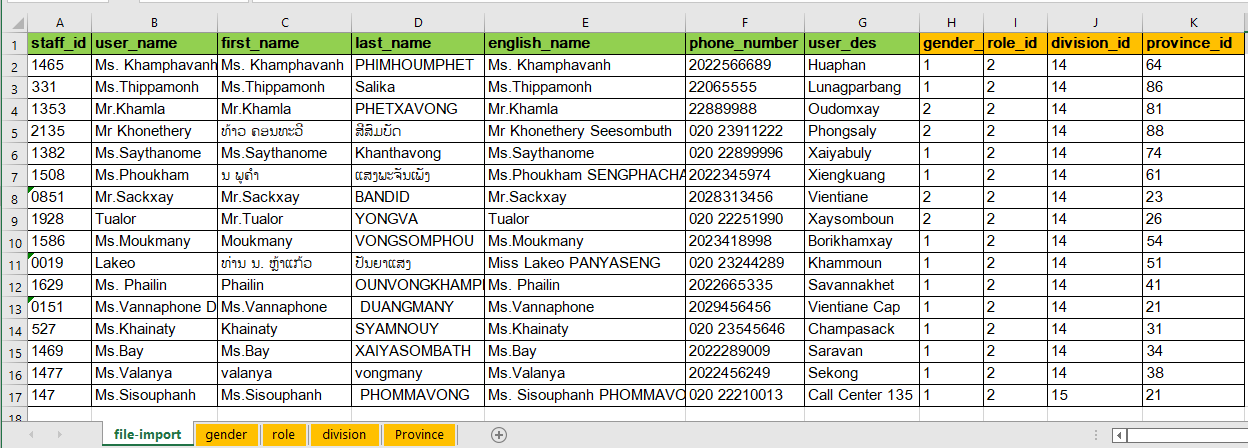 A B C D E F G H I J K
1 staff_id user_name first_name last_name english_name phone_number user_des gender_ role_id division_id province_id
2 1465 Ms. Khamphavanh Ms. Khamphavanh PHIMHOUMPHET Ms. Khamphavanh 2022566689 Huaphan 1 2 14 64
3 331 Ms.Thippamonh Ms.Thippamonh Salika Ms.Thippamonh 22065555 Lunagparbang 1 2 14 86
4 1353 Mr.Khamla Mr.Khamla PHETXAVONG Mr.Khamla 22889988 Oudomxay 2 2 14 81
5 2135 Mr Khonethery ທ້າວ ຄອນທະວີ ສີສົມບັດ Mr Khonethery Seesombuth 020 23911222 Phongsaly 2 2 14 88
6 1382 Ms.Saythanome Ms.Saythanome Khanthavong Ms.Saythanome 020 22899996 Xaiyabuly 1 2 14 74
7 1508 Ms.Phoukham ນ ພູຄຳ ແສງພະຈັນເພັງ Ms.Phoukham SENGPHACHA 2022345974 Xiengkuang 1 2 14 61
8 0851 Mr.Sackxay Mr.Sackxay BANDID Mr.Sackxay 2028313456 Vientiane 2 2 14 23
9 1928 Tualor Mr.Tualor YONGVA Tualor 020 22251990 Xaysomboun 2 2 14 26
10 1586 Ms.Moukmany Moukmany VONGSOMPHOU Ms.Moukmany 2023418998 Borikhamxay 1 2 14 54
11 0019 Lakeo ທ່ານ ນ. ຫຼ້າແກ້ວ ປັນຍາແສງ Miss Lakeo PANYASENG 020 23244289 Khammoun 1 2 14 51
12 1629 Ms. Phailin Phailin OUNVONGKHAMPH Ms. Phailin 2022665335 Savannakhet 1 2 14 41
13 0151 Ms.Vannaphone D Ms.Vannaphone DUANGMANY Ms.Vannaphone 2029456456 Vientiane Cap 1 2 14 21
14 527 Ms.Khainaty Khainaty SYAMNOUY Ms.Khainaty 020 23545646 Champasack 1 2 14 31
15 1469 Ms.Bay Ms.Bay XAIYASOMBATH Ms.Bay 2022289009 Saravan 1 2 14 34
16 1477 Ms.Valanya valanya vongmany Ms.Valanya 2022456249 Sekong 1 2 14 38
17 147 Ms.Sisouphanh Ms.Sisouphanh PHOMMAVONG Ms. Sisouphanh PHOMMAVO 020 22210013 Call Center 135 1 2 15 21
18
file-import gender role division Province